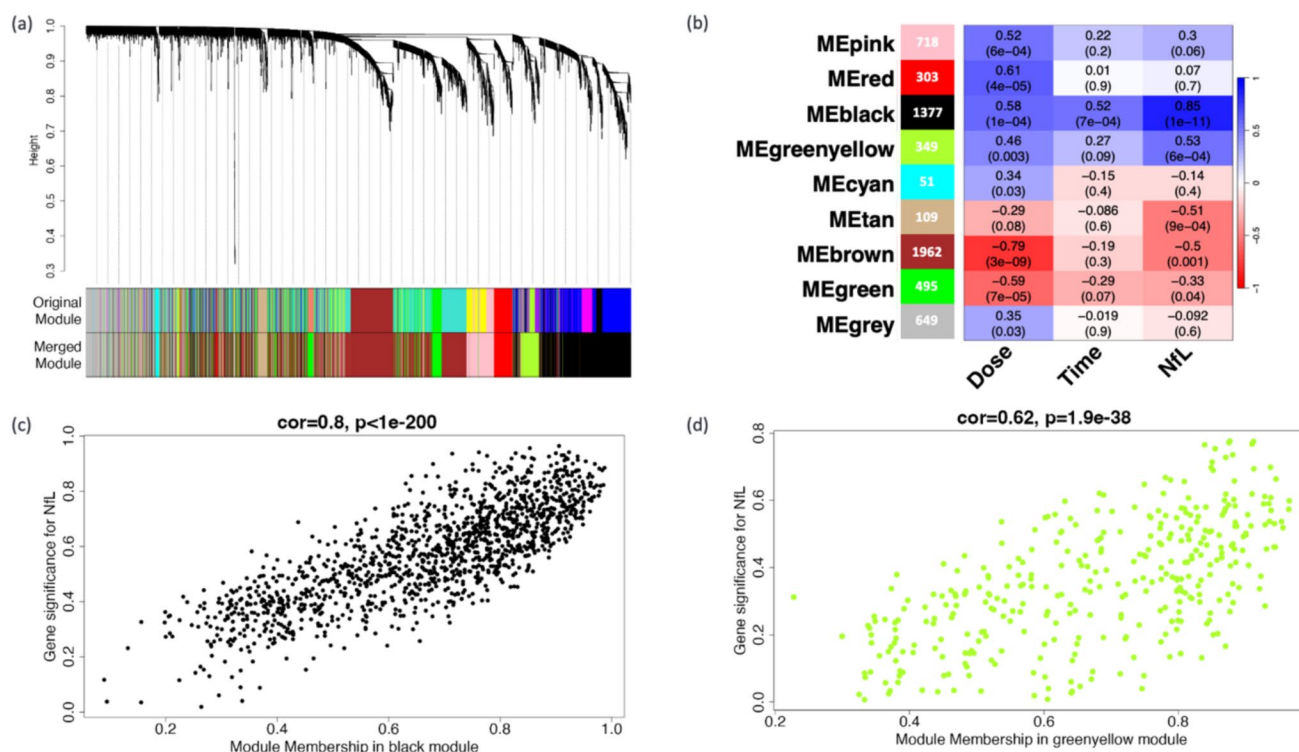 (a)
1.0
0.9
0.8
0.7
0.6
0.5
0.4
0.3
Height
Original
Module
Merged
Module
(b)
MEpink 718 0.52 0.22 0.3
(6e-04) (0.2) (0.06)
MEred 303 0.61 0.01 0.07
(4e-05) (0.9) (0.7)
MEblack 1377 0.58 0.52 0.85
(1e-04) (7e-04) (1e-11)
MEgreenyellow 349 0.46 0.27 0.53
(0.003) (0.09) (6e-04)
MEcyan 51 0.34 −0.15 −0.14
(0.03) (0.4) (0.4)
MEtan 109 −0.29 −0.086 −0.51
(0.08) (0.6) (9e-04)
MEbrown 1962 −0.79 −0.19 −0.5
(3e-09) (0.3) (0.001)
MEgreen 495 −0.59 −0.29 −0.33
(7e-05) (0.07) (0.04)
MEgrey 649 0.35 −0.019 −0.092
(0.03) (0.9) (0.6)
Dose Time NfL
1
0.5
0
−0.5
−1
(c)
cor=0.8, p<1e-200
1.0
0.8
0.6
0.4
0.2
0.0
Gene significance for NfL
0.2 0.4 0.6 0.8 1.0
Module Membership in black module
(d)
cor=0.62, p=1.9e-38
0.8
0.6
0.4
0.2
0.0
Gene significance for NfL
0.2 0.4 0.6 0.8
Module Membership in greenyellow module